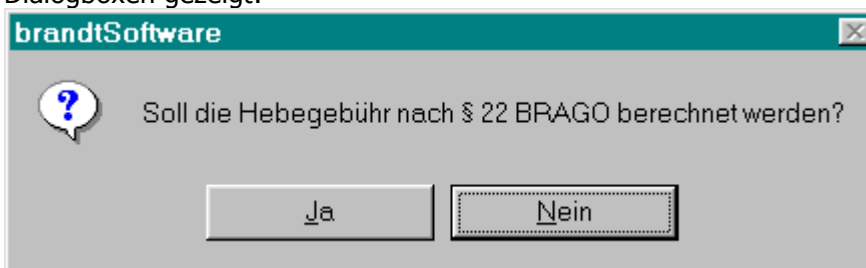 Dialogboxen gezeigt.
brandtSoftware
Soll die Hebegebühr nach § 22 BRAGO berechnet werden?
Ja
Nein